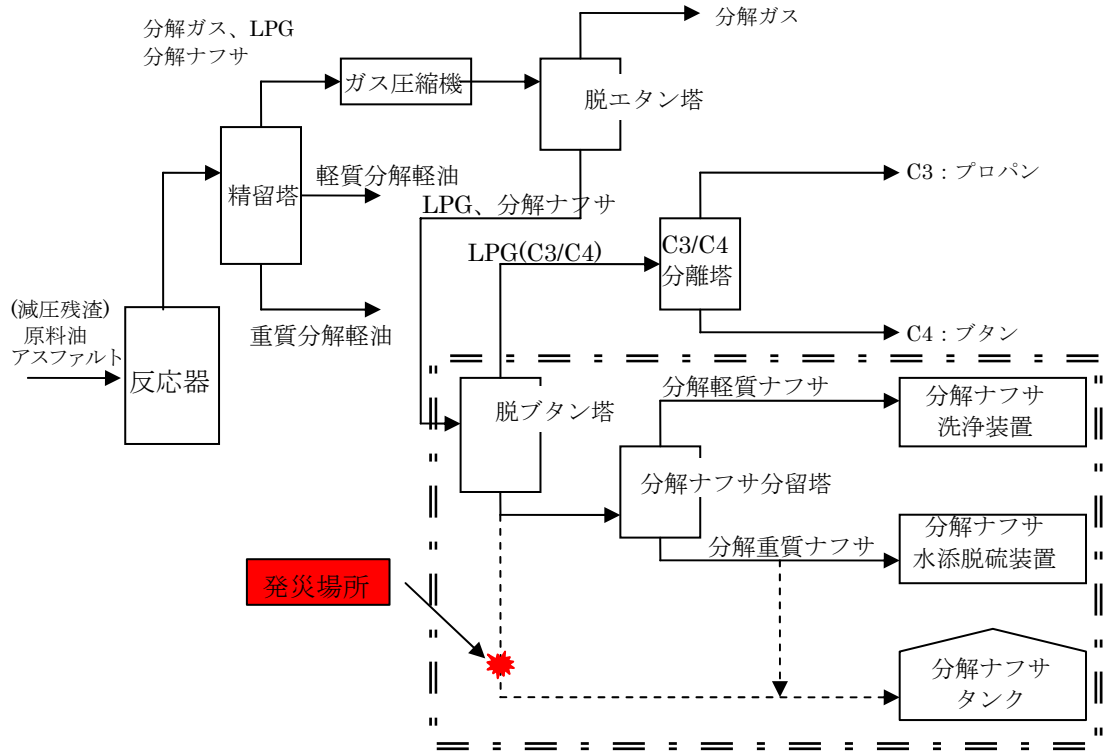 分解ガス、LPG
分解ナフサ
分解ガス
ガス圧縮機
脱エタン塔
精留塔
軽質分解軽油
LPG、分解ナフサ
C3：プロパン
LPG(C3/C4)
C3/C4
分離塔
(減圧残渣)
原料油
アスファルト
反応器
重質分解軽油
C4：ブタン
脱ブタン塔
分解軽質ナフサ
分解ナフサ
洗浄装置
分解ナフサ分留塔
分解重質ナフサ
分解ナフサ
水添脱硫装置
発災場所
分解ナフサ
タンク